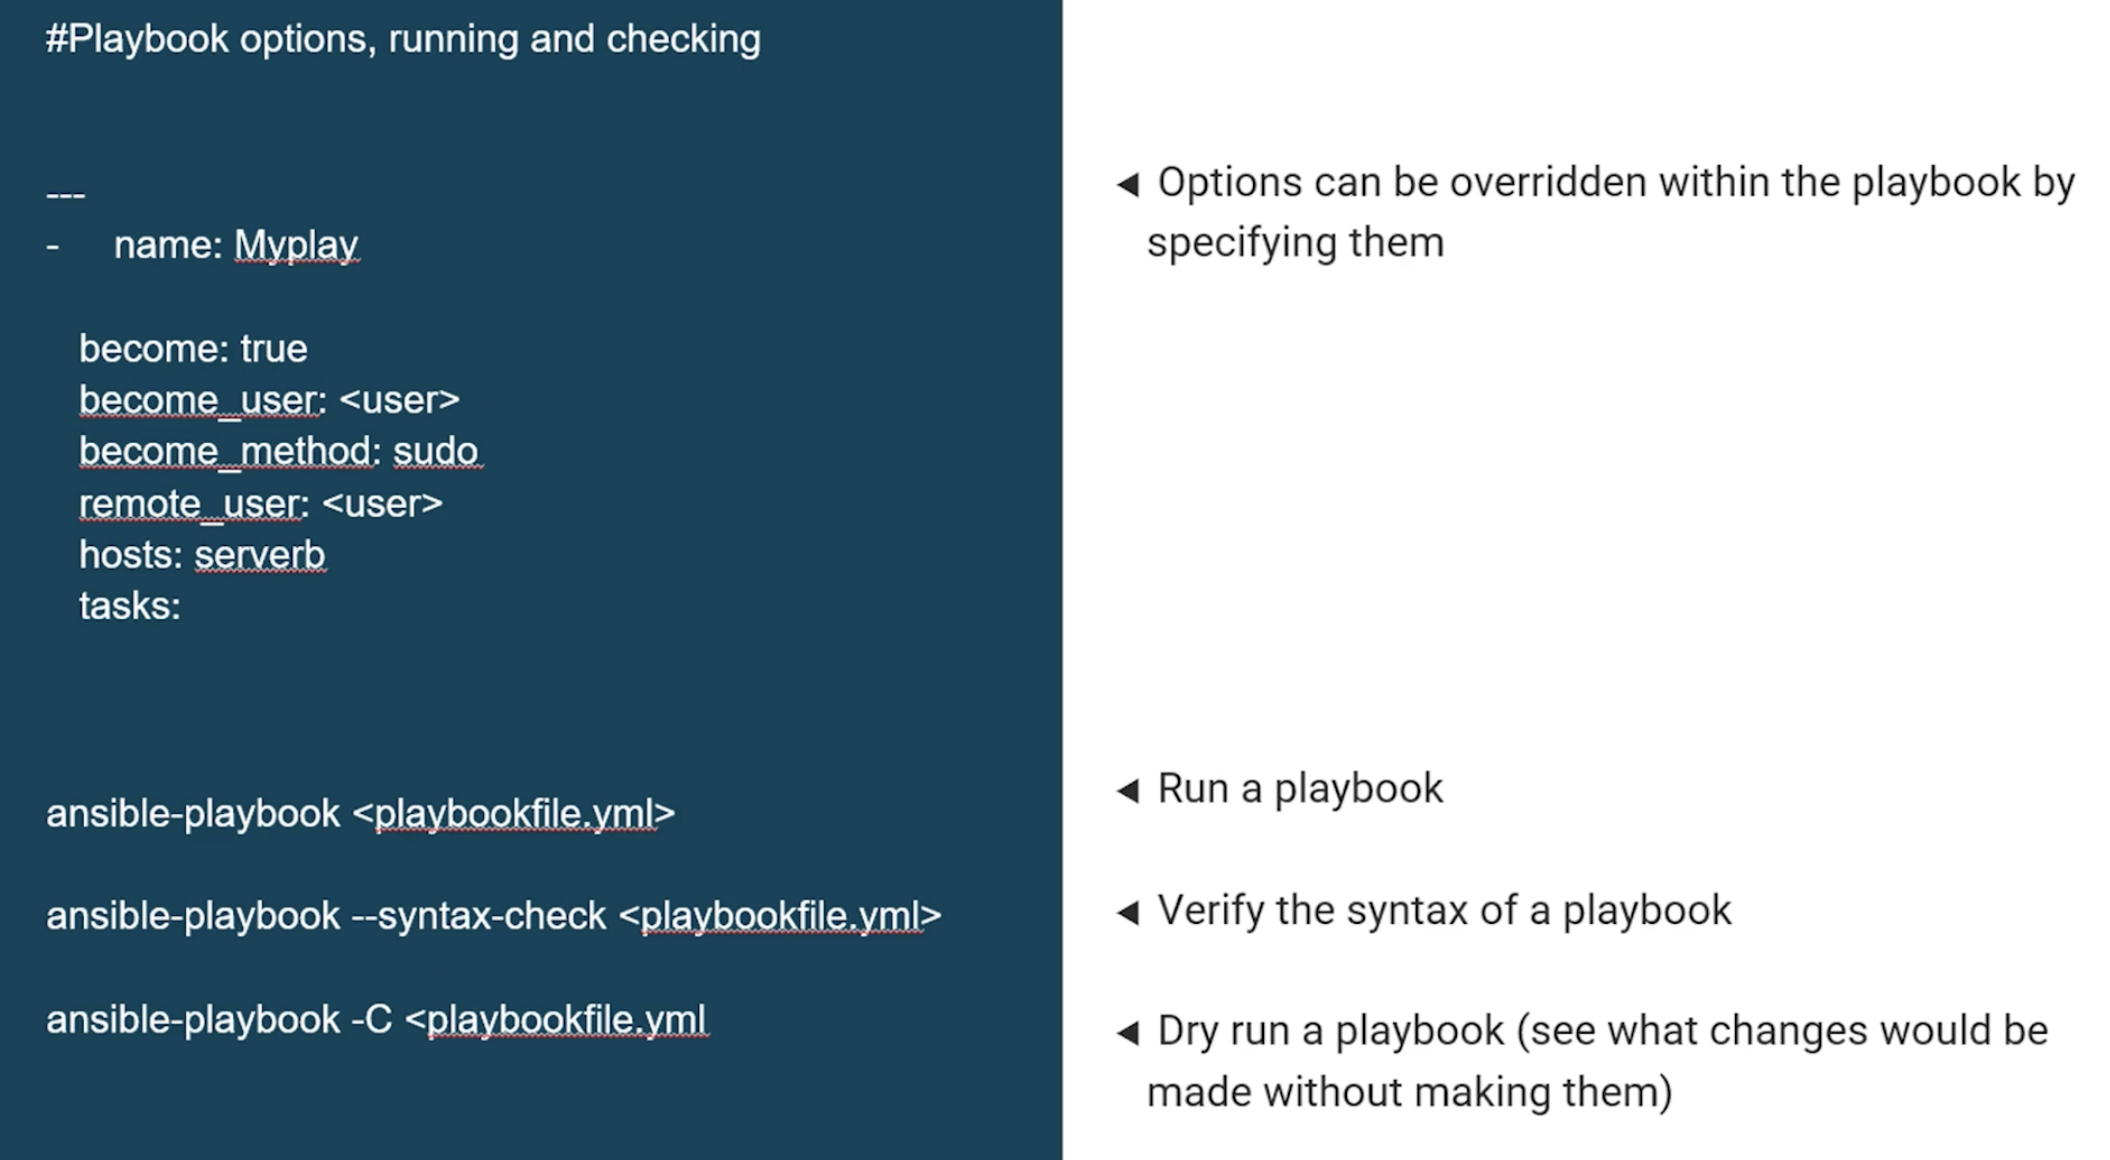 #Playbook options, running and checking
---
- name: Myplay
become: true
become_user: <user>
become_method: sudo
remote_user: <user>
hosts: serverb
tasks:
ansible-playbook <playbookfile.yml>
ansible-playbook --syntax-check <playbookfile.yml>
ansible-playbook -C <playbookfile.yml
◀ Options can be overridden within the playbook by
specifying them
◀ Run a playbook
◀ Verify the syntax of a playbook
◀ Dry run a playbook (see what changes would be
made without making them)